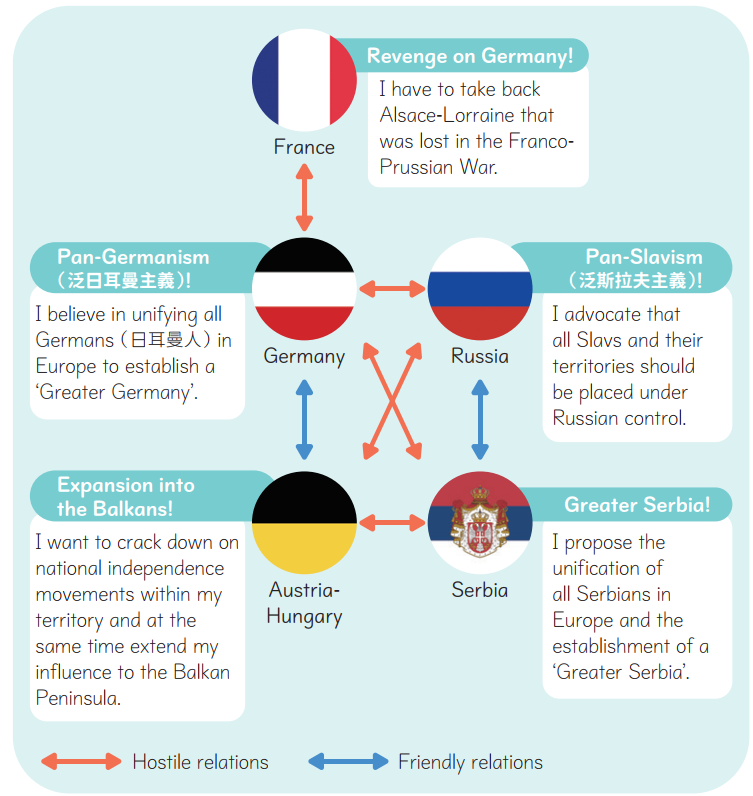 Revenge on Germany!
I have to take back
Alsace-Lorraine that
was lost in the Franco-
Prussian War.
France
Pan-Germanism
(泛日耳曼主義)!
I believe in unifying all
Germans (日耳曼人) in
Europe to establish a
‘Greater Germany’.
Germany
Russia
Pan-Slavism
(泛斯拉夫主義)!
I advocate that
all Slavs and their
territories should
be placed under
Russian control.
Expansion into
the Balkans!
I want to crack down on
national independence
movements within my
territory and at the
same time extend my
influence to the Balkan
Peninsula.
Austria-
Hungary
Serbia
Greater Serbia!
I propose the
unification of
all Serbians in
Europe and the
establishment of a
‘Greater Serbia’.
Hostile relations
Friendly relations